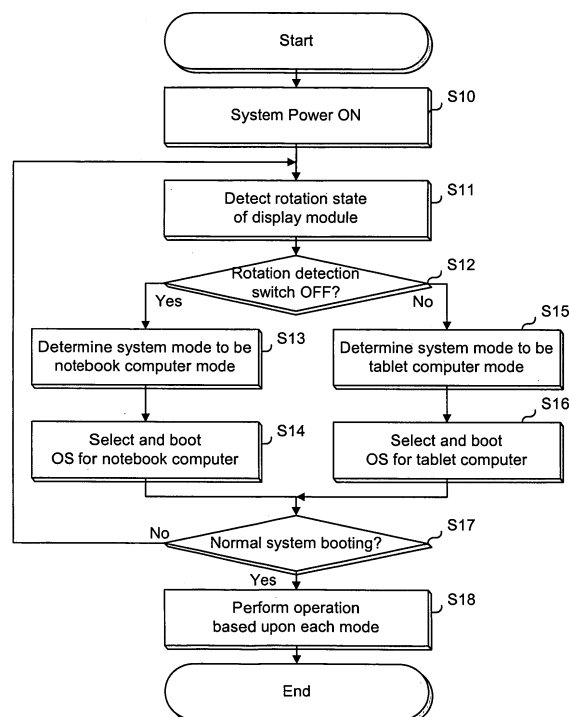 Start
S10
System Power ON
S11
Detect rotation state
of display module
S12
Rotation detection
switch OFF?
Yes
No
S13
Determine system mode to be
notebook computer mode
S15
Determine system mode to be
tablet computer mode
S14
Select and boot
OS for notebook computer
S16
Select and boot
OS for tablet computer
No
S17
Normal system booting?
Yes
S18
Perform operation
based upon each mode
End